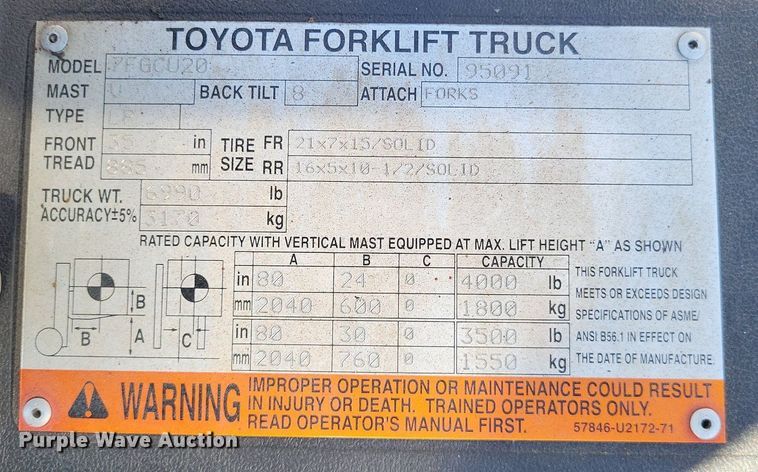 TOYOTA FORKLIFT TRUCK
MODEL 7FGCU20 SERIAL NO. 95091
MAST V BACK TILT 8 ATTACH FORKS
TYPE LP
FRONT TREAD 35 in TIRE SIZE FR 21x7x15/SOLID
885 mm RR 16x5x10-1/2/SOLID
TRUCK WT. 6990 lb
ACCURACY±5% 3170 kg
RATED CAPACITY WITH VERTICAL MAST EQUIPPED AT MAX. LIFT HEIGHT "A" AS SHOWN
A B C CAPACITY
in 80 24 0 4000 lb
mm 2040 600 0 1800 kg
in 80 30 0 3500 lb
mm 2040 760 0 1550 kg
B
A
B
C
THIS FORKLIFT TRUCK
MEETS OR EXCEEDS DESIGN
SPECIFICATIONS OF ASME/
ANSI B56.1 IN EFFECT ON
THE DATE OF MANUFACTURE.
WARNING
IMPROPER OPERATION OR MAINTENANCE COULD RESULT
IN INJURY OR DEATH. TRAINED OPERATORS ONLY.
READ OPERATOR'S MANUAL FIRST.
57846-U2172-71
Purple Wave Auction